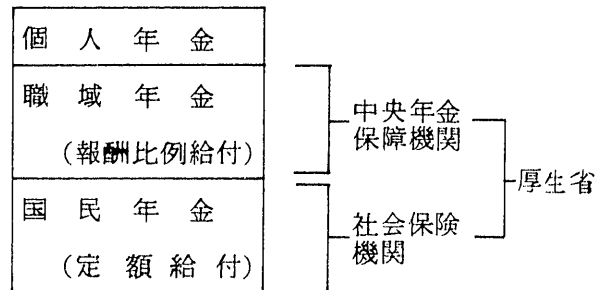 個人年金
職域年金
(報酬比例給付)
国民年金
(定額給付)
中央年金
保障機関
社会保険
機関
厚生省